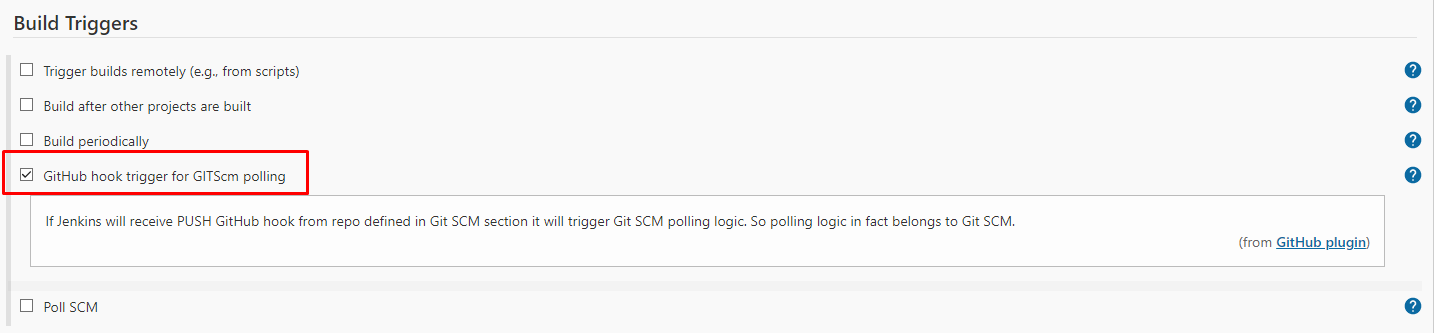 Build Triggers
Trigger builds remotely (e.g., from scripts)
Build after other projects are built
Build periodically
GitHub hook trigger for GITScm polling
If Jenkins will receive PUSH GitHub hook from repo defined in Git SCM section it will trigger Git SCM polling logic. So polling logic in fact belongs to Git SCM.
(from GitHub plugin)
Poll SCM